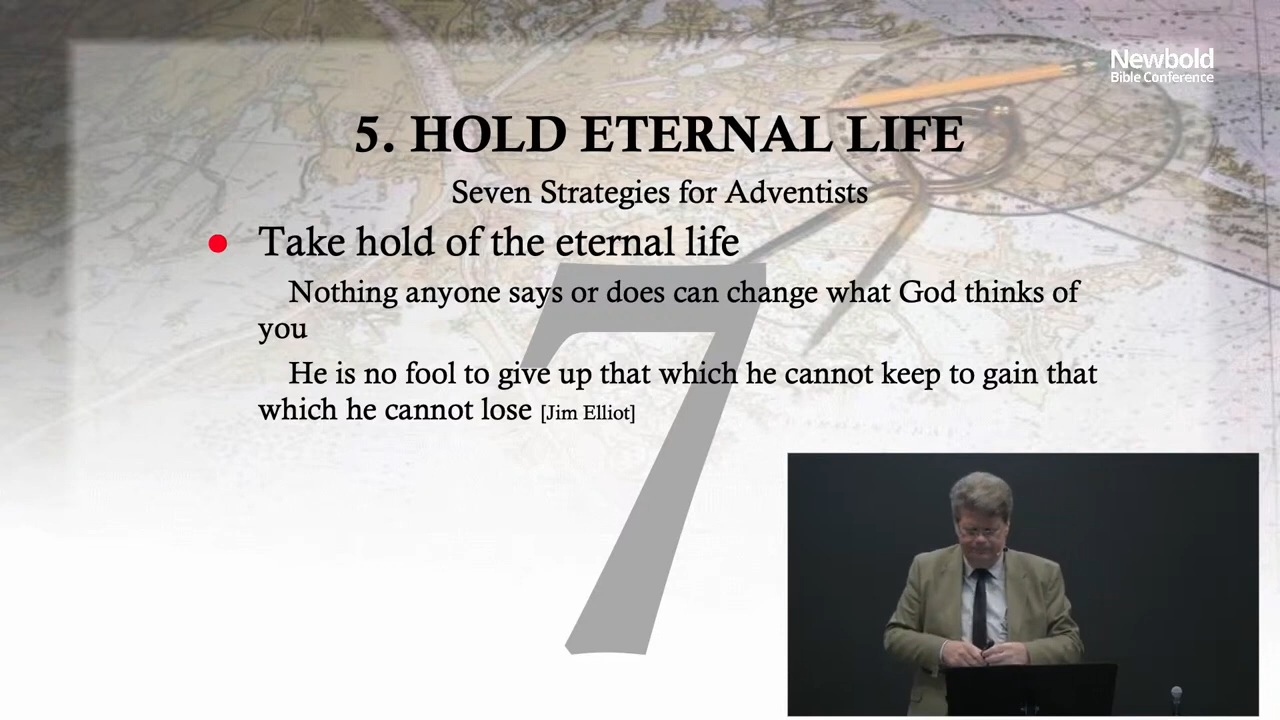 Newbold
Bible Conference
5. HOLD ETERNAL LIFE
Seven Strategies for Adventists
Take hold of the eternal life
Nothing anyone says or does can change what God thinks of
you
He is no fool to give up that which he cannot keep to gain that
which he cannot lose [Jim Elliot]
7